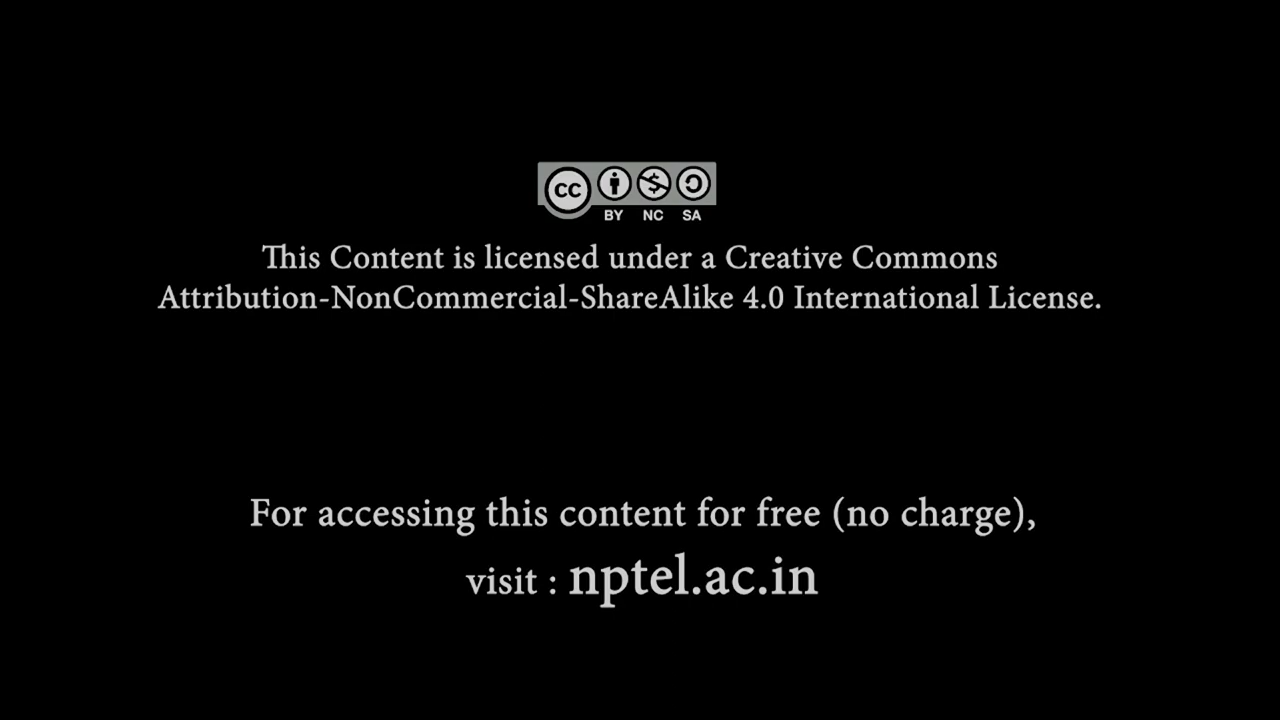 cc
BY NC SA
This Content is licensed under a Creative Commons
Attribution-NonCommercial-ShareAlike 4.0 International License.
For accessing this content for free (no charge),
visit : nptel.ac.in